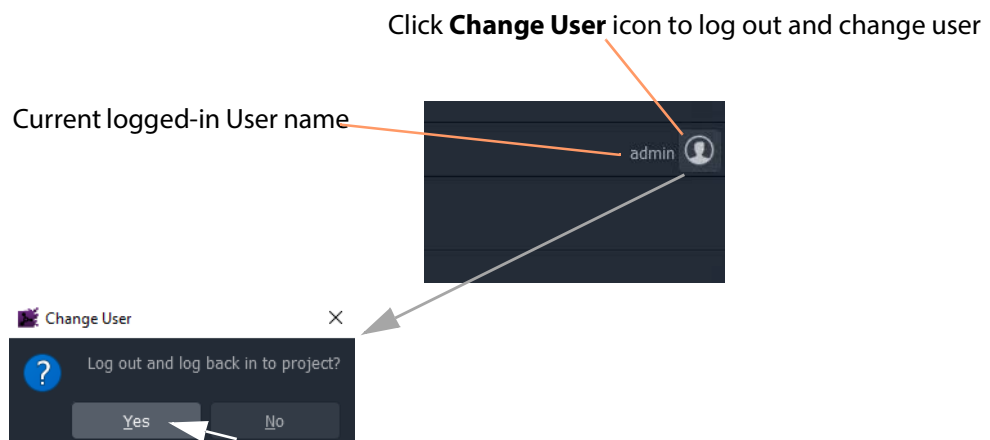 Click Change User icon to log out and change user
Current logged-in User name
admin
Change User
Log out and log back in to project?
Yes
No